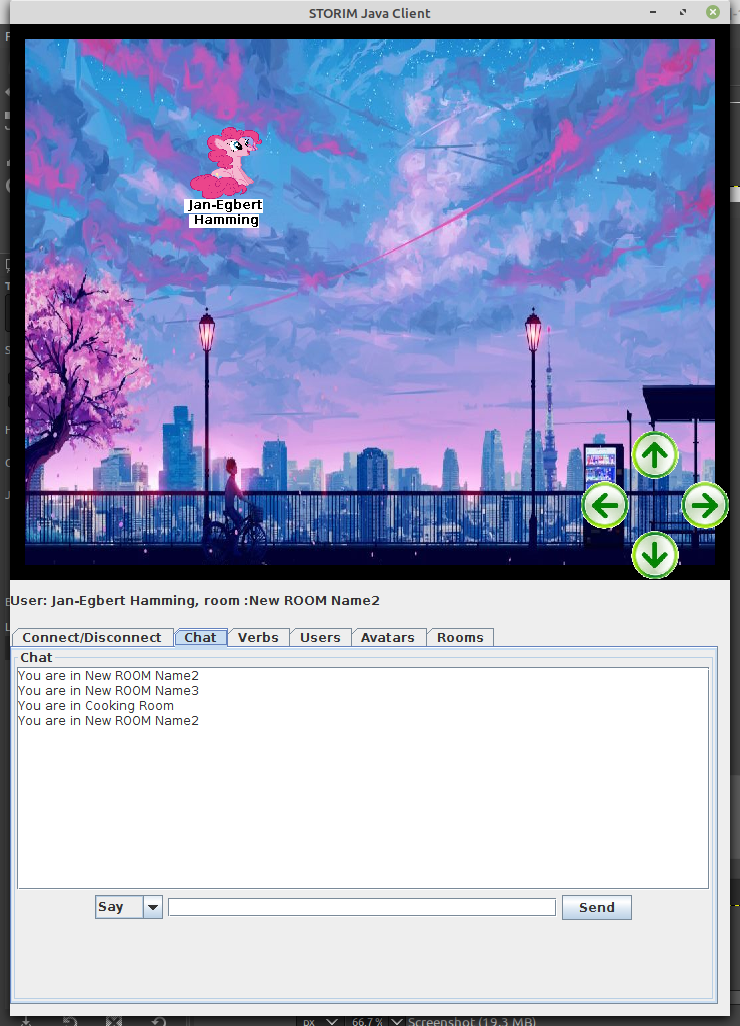 STORIM Java Client
Jan-Egbert
Hamming
User: Jan-Egbert Hamming, room :New ROOM Name2
Connect/Disconnect Chat Verbs Users Avatars Rooms
Chat
You are in New ROOM Name2
You are in New ROOM Name3
You are in Cooking Room
You are in New ROOM Name2
Say Send
px 66.7% Screenshot (19.3 MB)